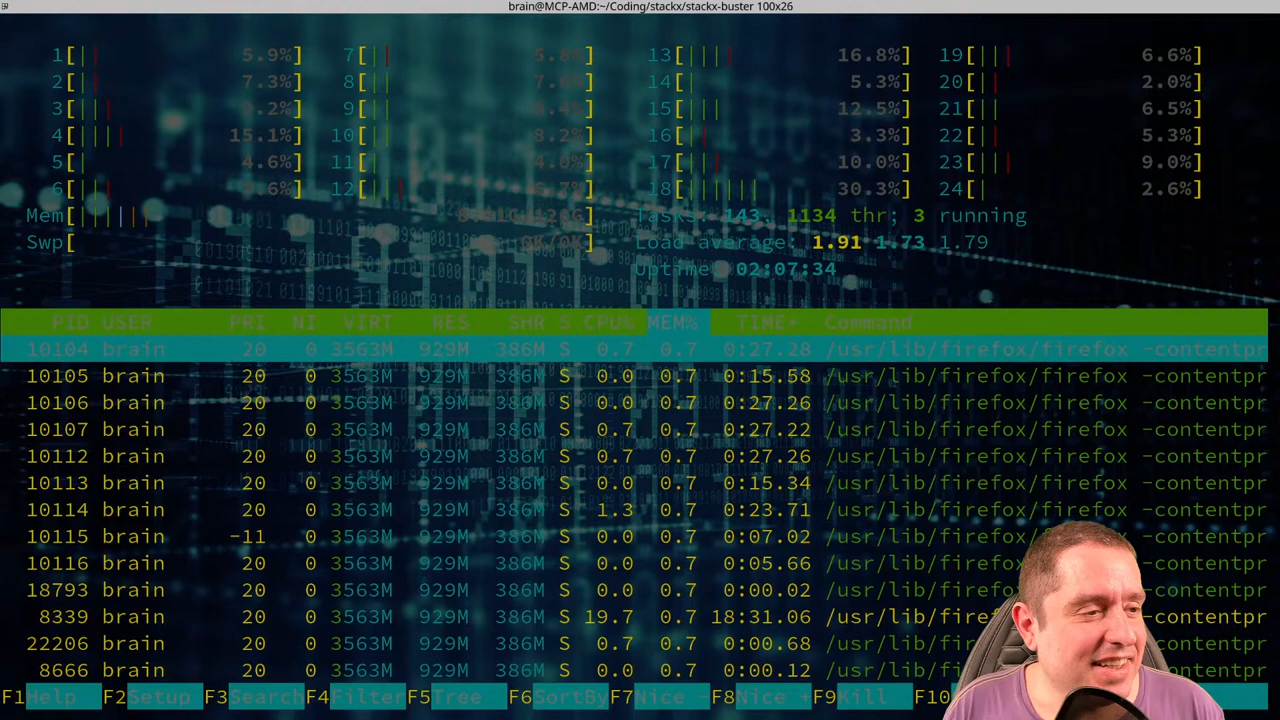 brain@MCP-AMD:~/Coding/stackx/stackx-buster 100x26
1[|| 5.9%] 7[|| 5.8%] 13[|||| 16.8%] 19[||| 6.6%]
2[|| 7.3%] 8[|| ] 14[| 5.3%] 20[|| 2.0%]
3[||| ] 9[|| ] 15[||| 12.5%] 21[|| 6.5%]
4[|||| 15.1%] 10[|| 8.2%] 16[|| 3.3%] 22[|| 5.3%]
5[| 4.6%] 11[| ] 17[||| 10.0%] 23[||| 9.0%]
6[||| ] 12[||| ] 18[|||||| 30.3%] 24[| 2.6%]
Mem[|||||| ] Tasks: 143, 1134 thr; 3 running
Swp[ ] Load average: 1.91 1.73 1.79
Uptime: 02:07:34
PID USER PRI NI VIRT RES SHR S CPU% MEM% TIME+ Command
10104 brain 20 0 3563M 929M 386M S 0.7 0.7 0:27.28 /usr/lib/firefox/firefox -contentpr
10105 brain 20 0 3563M 929M 386M S 0.0 0.7 0:15.58 /usr/lib/firefox/firefox -contentpr
10106 brain 20 0 3563M 929M 386M S 0.0 0.7 0:27.26 /usr/lib/firefox/firefox -contentpr
10107 brain 20 0 3563M 929M 386M S 0.7 0.7 0:27.22 /usr/lib/firefox/firefox -contentpr
10112 brain 20 0 3563M 929M 386M S 0.7 0.7 0:27.26 /usr/lib/firefox/firefox -contentpr
10113 brain 20 0 3563M 929M 386M S 0.0 0.7 0:15.34 /usr/lib/firefox/firefox -contentpr
10114 brain 20 0 3563M 929M 386M S 1.3 0.7 0:23.71 /usr/lib/firefox/firefox -contentpr
10115 brain -11 0 3563M 929M 386M S 0.0 0.7 0:07.02 /usr/lib/firefox/firefox -contentpr
10116 brain 20 0 3563M 929M 386M S 0.0 0.7 0:05.66 /usr/lib/firefox/firefox -contentpr
18793 brain 20 0 3563M 929M 386M S 0.0 0.7 0:00.02 /usr/lib/firefox/ -contentpr
8339 brain 20 0 3563M 929M 386M S 19.7 0.7 18:31.06 /usr/lib/firef contentpr
22206 brain 20 0 3563M 929M 386M S 0.7 0.7 0:00.68 /usr/lib/fire contentpr
8666 brain 20 0 3563M 929M 386M S 0.0 0.7 0:00.12 /usr/lib/fi ntentpr
F1Help F2Setup F3SearchF4FilterF5Tree F6SortByF7Nice -F8Nice +F9Kill F10